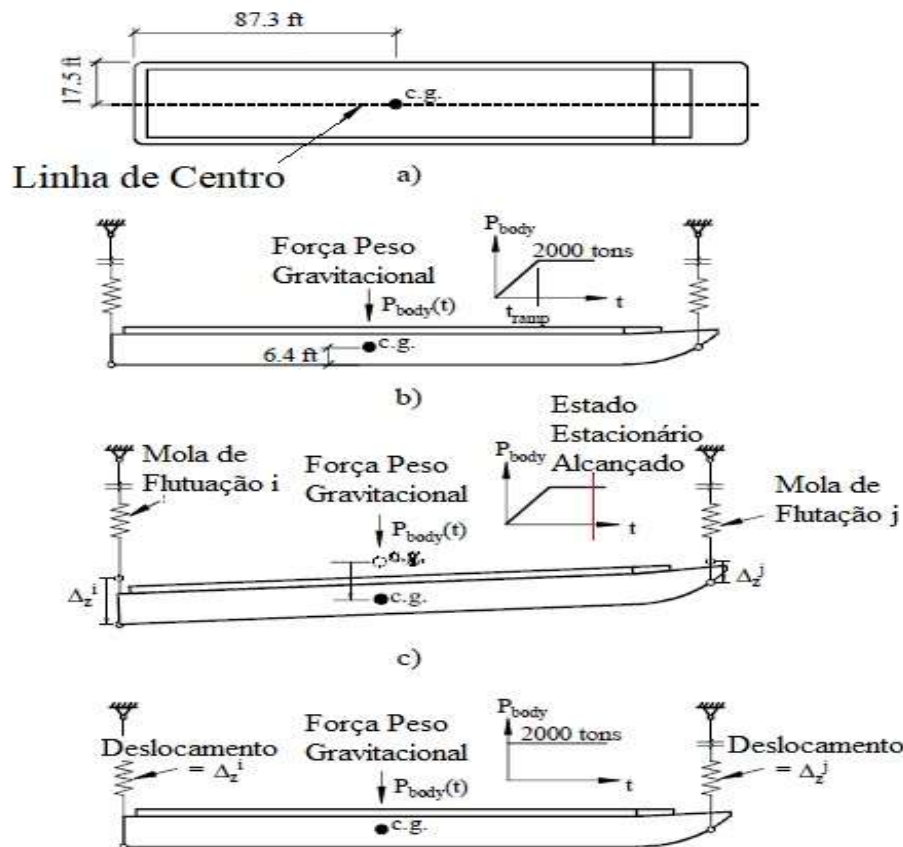 87.3 ft
17.5 ft
c.g.
Linha de Centro
a)
Força Peso
Gravitacional
P_body(t)
P_body
2000 tons
t
t_ramp
6.4 ft
c.g.
b)
Mola de
Flutuação i
Força Peso
Gravitacional
P_body(t)
c.g.
P_body
Estado
Estacionário
Alcançado
t
Mola de
Flutação j
Δ_z^i
c.g.
Δ_z^j
c)
Deslocamento
= Δ_z^i
Força Peso
Gravitacional
P_body(t)
P_body
2000 tons
t
Deslocamento
= Δ_z^j
c.g.